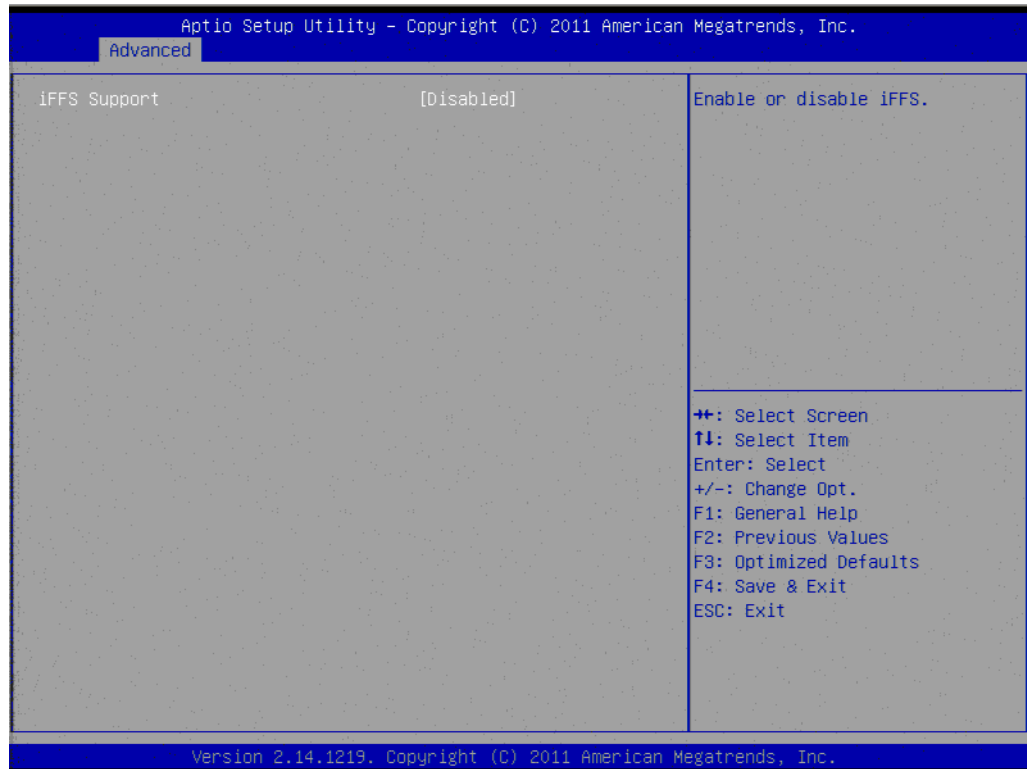 Aptio Setup Utility – Copyright (C) 2011 American Megatrends, Inc.
Advanced
iFFS Support [Disabled] Enable or disable iFFS.
→←: Select Screen
↑↓: Select Item
Enter: Select
+/-: Change Opt.
F1: General Help
F2: Previous Values
F3: Optimized Defaults
F4: Save & Exit
ESC: Exit
Version 2.14.1219. Copyright (C) 2011 American Megatrends, Inc.